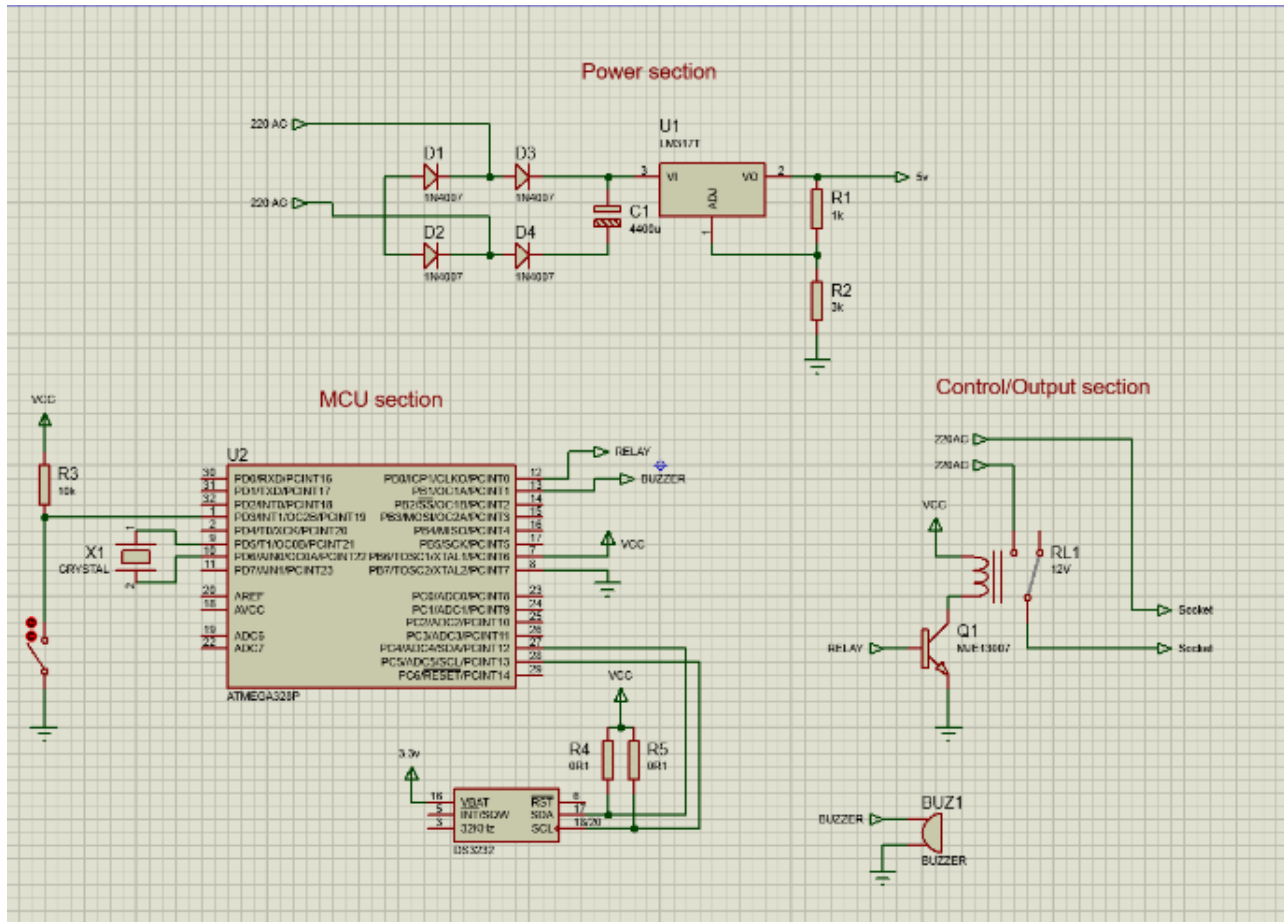 Power section
220 AC
D1
1N4007
D3
1N4007
220 AC
D2
1N4007
D4
1N4007
C1
4400u
U1
LM317T
3
VI
VO
2
ADJ
1
5v
R1
1k
R2
3k
MCU section
VCC
R3
10k
X1
CRYSTAL
1
2
U2
30 PD0/RXD/PCINT16
31 PD1/TXD/PCINT17
32 PD2/INT0/PCINT18
1 PD3/INT1/OC2B/PCINT19
2 PD4/T0/XCK/PCINT20
9 PD5/T1/OC0B/PCINT21
10 PD6/AIN0/OC0A/PCINT22
11 PD7/AIN1/PCINT23
20 AREF
18 AVCC
19 ADC6
22 ADC7
PB0/ICP1/CLKO/PCINT0 12
PB1/OC1A/PCINT1 13
PB2/SS/OC1B/PCINT2 14
PB3/MOSI/OC2A/PCINT3 15
PB4/MISO/PCINT4 16
PB5/SCK/PCINT5 17
PB6/TOSC1/XTAL1/PCINT6 7
PB7/TOSC2/XTAL2/PCINT7 8
PC0/ADC0/PCINT8 23
PC1/ADC1/PCINT9 24
PC2/ADC2/PCINT10 25
PC3/ADC3/PCINT11 26
PC4/ADC4/SDA/PCINT12 27
PC5/ADC5/SCL/PCINT13 28
PC6/RESET/PCINT14 29
ATMEGA328P
RELAY
BUZZER
VCC
VCC
R4
0R1
R5
0R1
3.3v
16 VBAT
5 INT/SQW
3 32KHz
RST 6
SDA 17
SCL 18/20
DS3232
Control/Output section
220AC
220AC
VCC
RL1
12V
Socket
Socket
RELAY
Q1
MJE13007
BUZZER
BUZ1
BUZZER